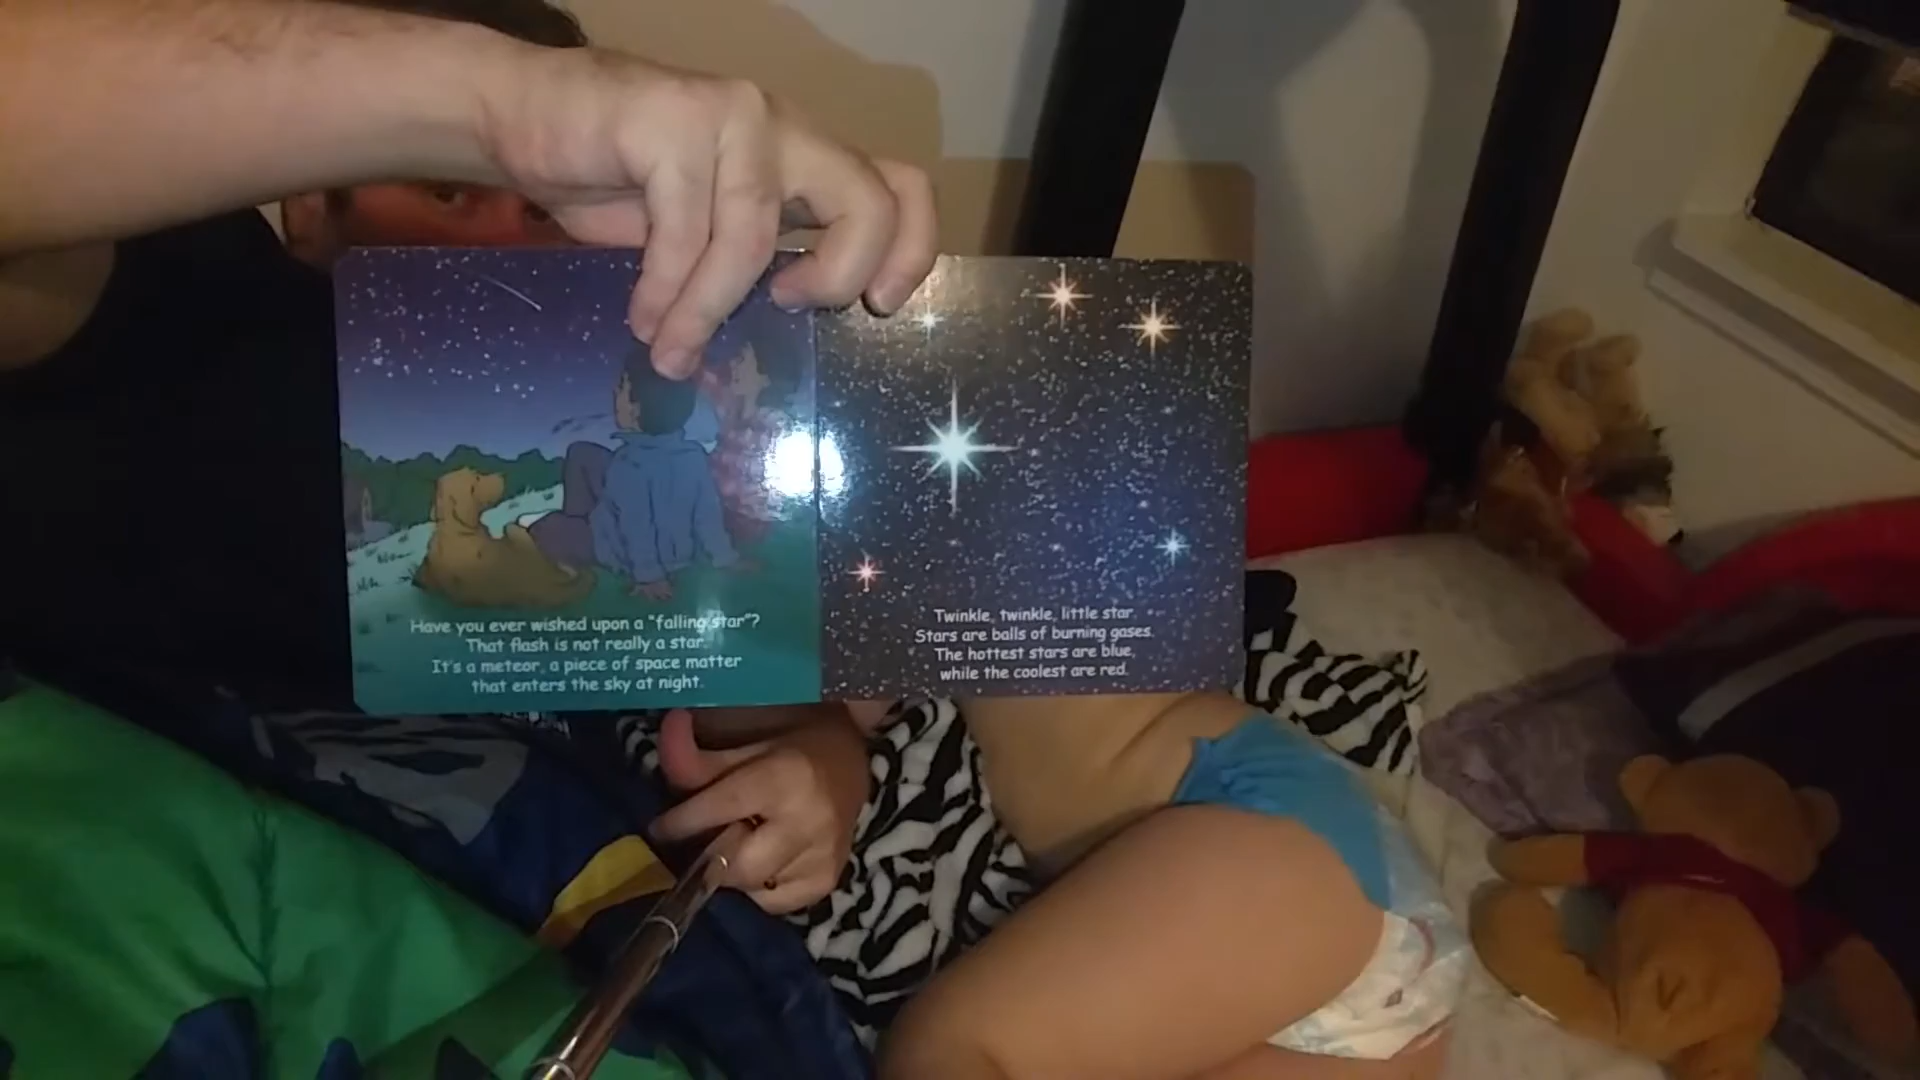 Have you ever wished upon a "falling star"?
That flash is not really a star.
It's a meteor, a piece of space matter
that enters the sky at night.
Twinkle, twinkle, little star.
Stars are balls of burning gases.
The hottest stars are blue,
while the coolest are red.